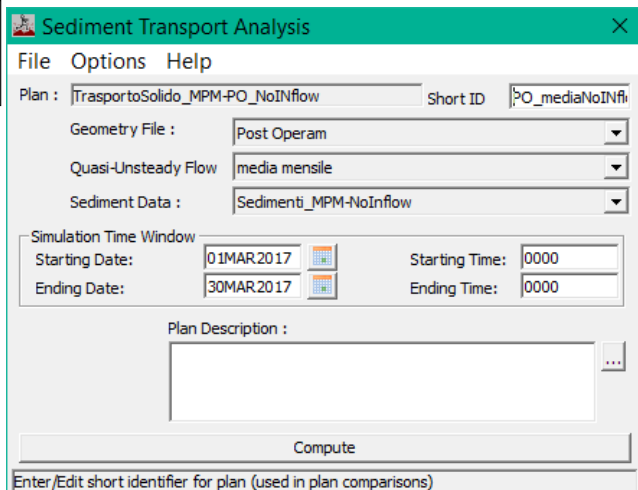 Sediment Transport Analysis
File Options Help
Plan : TrasportoSolido_MPM-PO_NoINflow Short ID PO_mediaNoINfl
Geometry File : Post Operam
Quasi-Unsteady Flow media mensile
Sediment Data : Sedimenti_MPM-NoInflow
Simulation Time Window
Starting Date: 01MAR2017 Starting Time: 0000
Ending Date: 30MAR2017 Ending Time: 0000
Plan Description :
...
Compute
Enter/Edit short identifier for plan (used in plan comparisons)